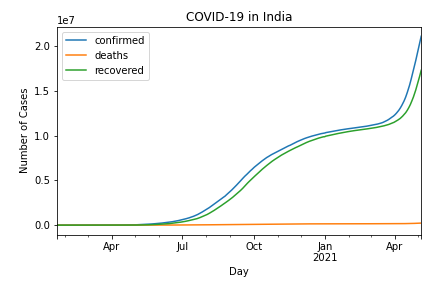 COVID-19 in India
1e7
confirmed
deaths
recovered
2.0
1.5
1.0
0.5
0.0
Number of Cases
Apr Jul Oct Jan Apr
2021
Day